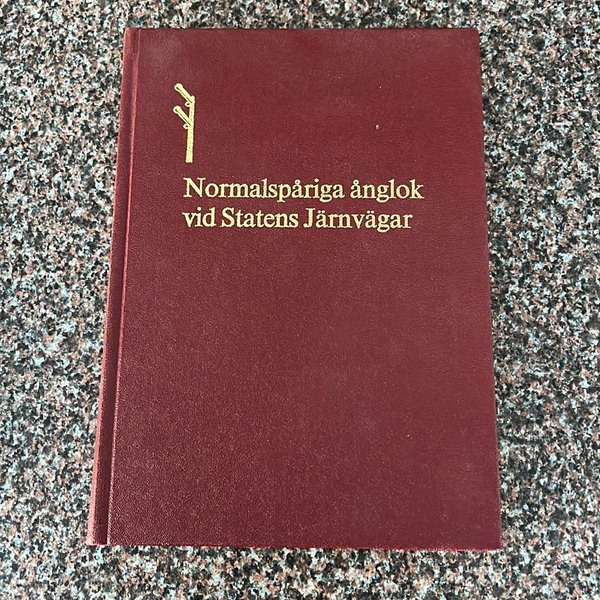 Normalspåriga ånglok
vid Statens Järnvägar